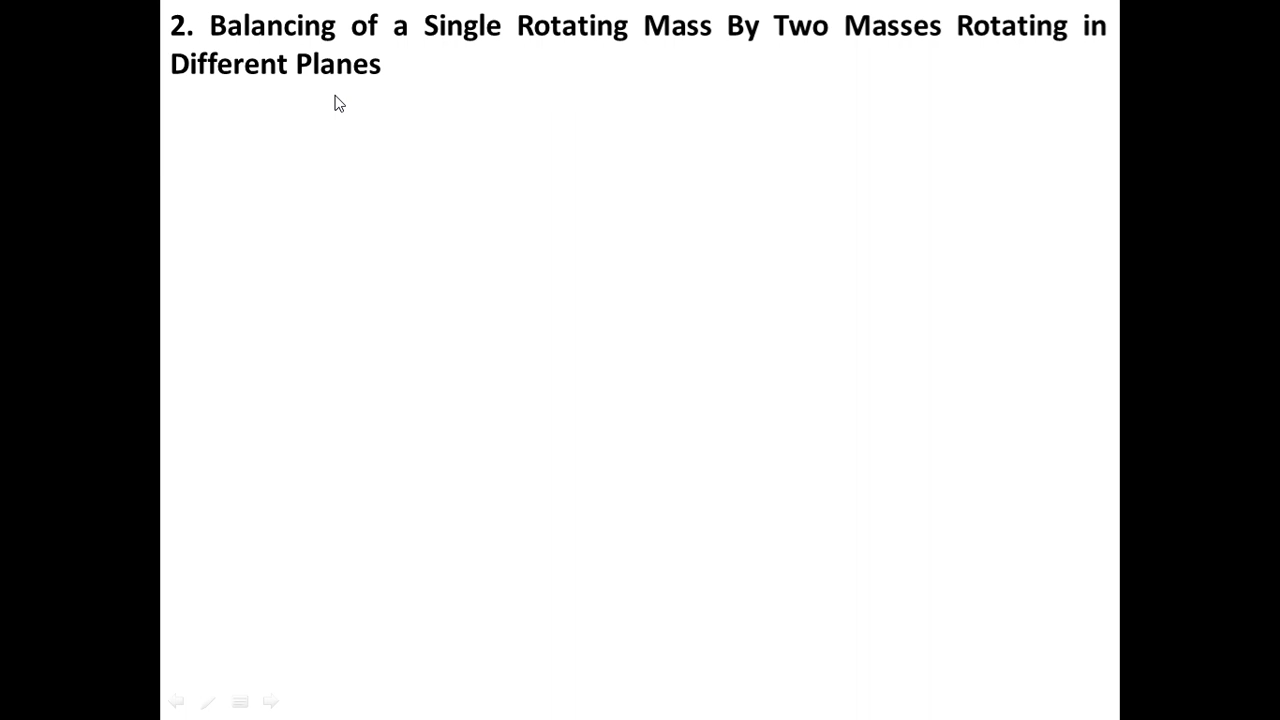 2. Balancing of a Single Rotating Mass By Two Masses Rotating in
Different Planes